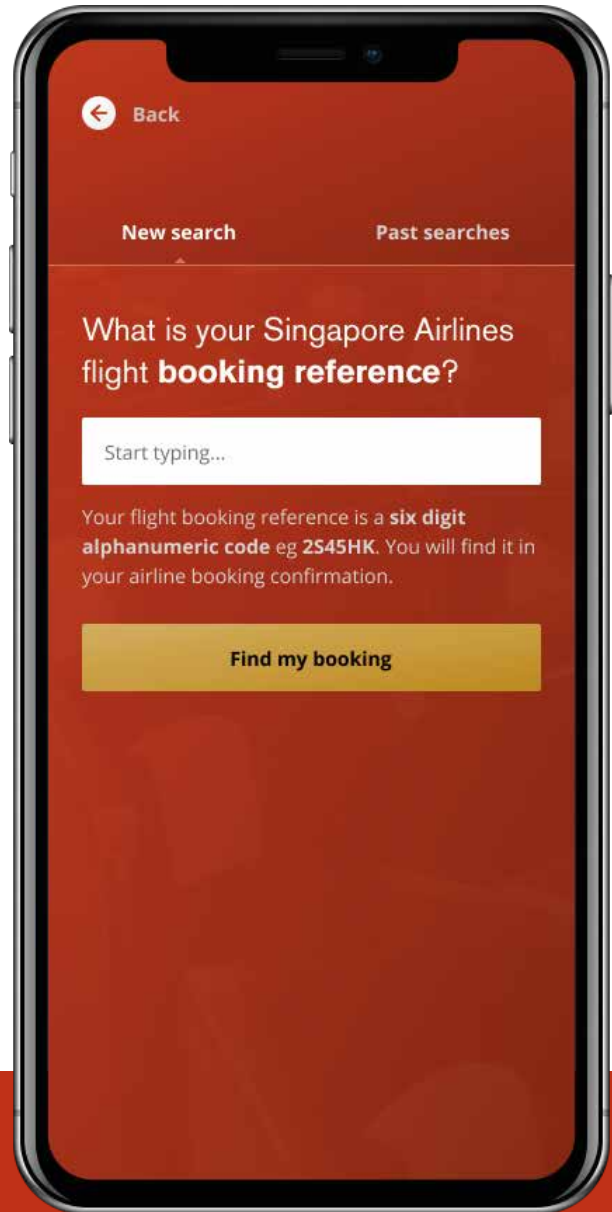 Back
New search
Past searches
What is your Singapore Airlines
flight booking reference?
Start typing...
Your flight booking reference is a six digit
alphanumeric code eg 2S45HK. You will find it in
your airline booking confirmation.
Find my booking